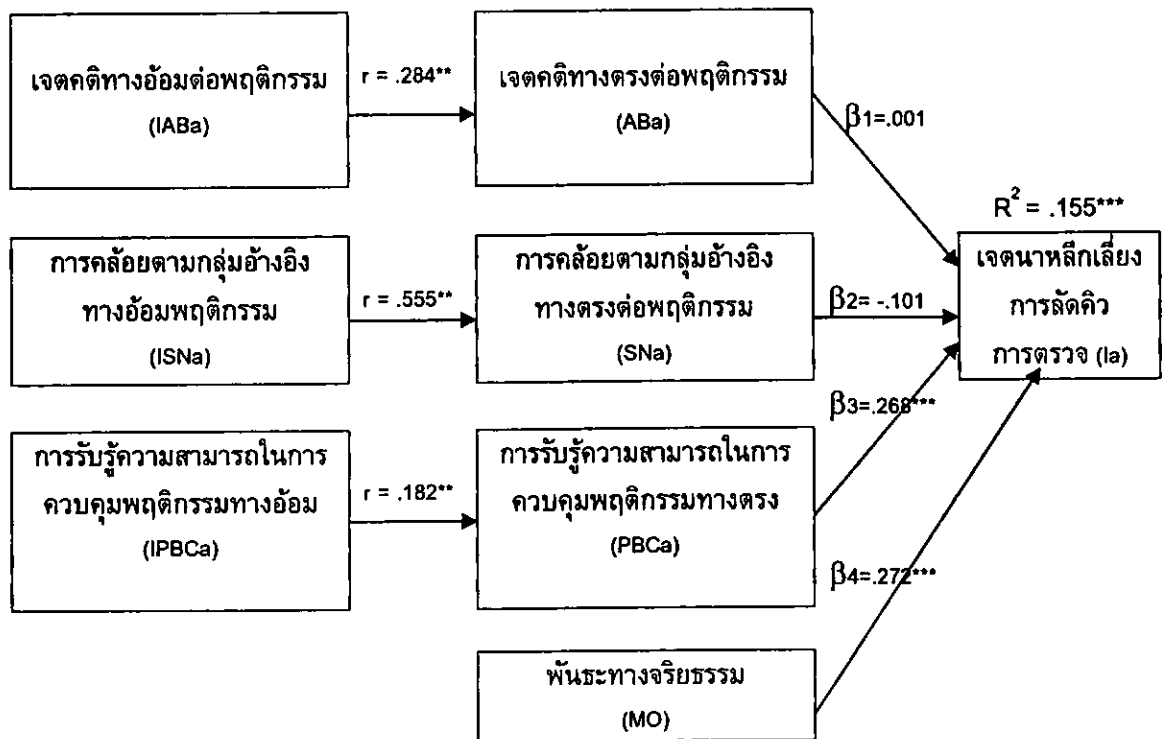 เจตคติทางอ้อมต่อพฤติกรรม
(IABa)
r = .284**
เจตคติทางตรงต่อพฤติกรรม
(ABa)
β1=.001
R² = .155***
การคล้อยตามกลุ่มอ้างอิง
ทางอ้อมพฤติกรรม
(ISNa)
r = .555**
การคล้อยตามกลุ่มอ้างอิง
ทางตรงต่อพฤติกรรม
(SNa)
β2= -.101
เจตนาหลีกเลี่ยง
การลัดคิว
การตรวจ (Ia)
การรับรู้ความสามารถในการ
ควบคุมพฤติกรรมทางอ้อม
(IPBCa)
r = .182**
การรับรู้ความสามารถในการ
ควบคุมพฤติกรรมทางตรง
(PBCa)
β3=.268***
β4=.272***
พันธะทางจริยธรรม
(MO)